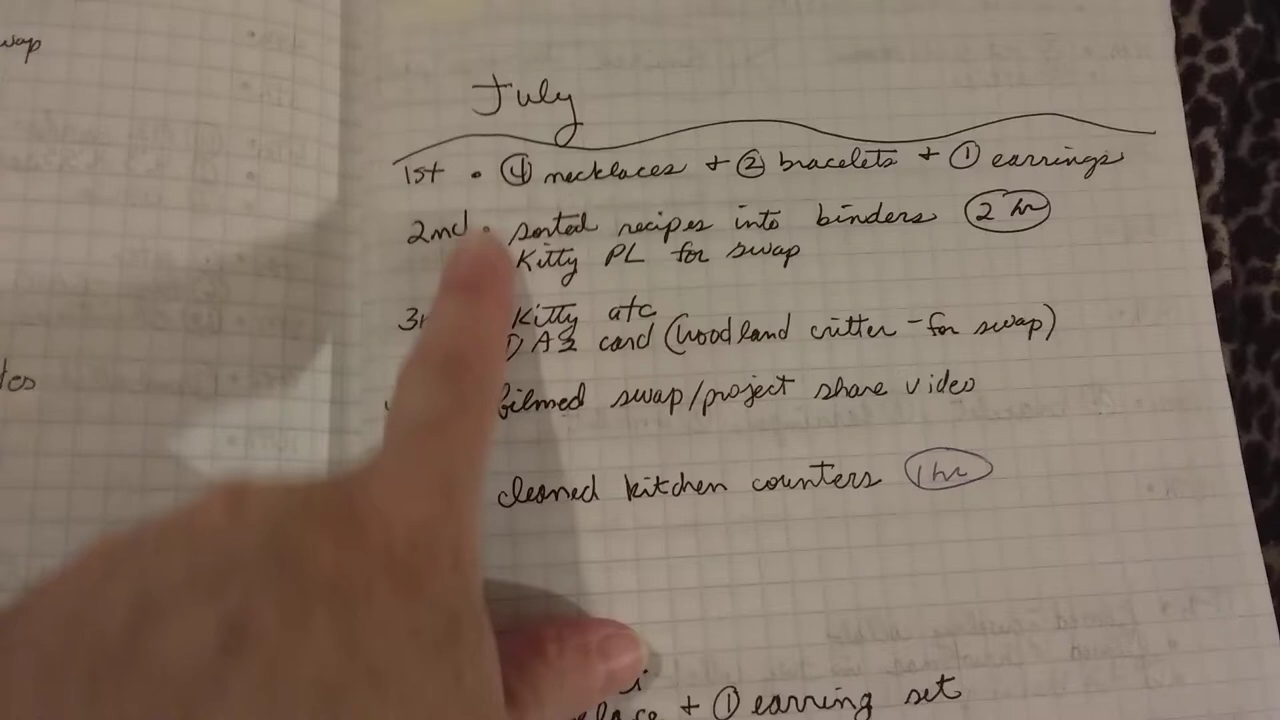 swap
July
1st • ④ necklaces + ② bracelets + ① earrings
2nd • sorted recipes into binders 2 hr
Kitty PL for swap
Kitty atc
card (woodland critter - for swap)
filmed swap/project share video
cleaned kitchen counters 1 hr
+ ① earring set